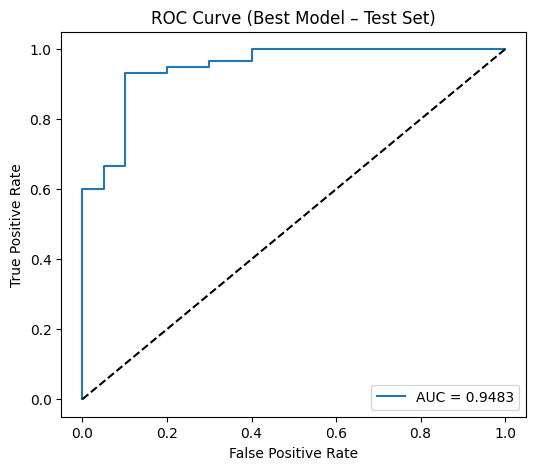 ROC Curve (Best Model – Test Set)
True Positive Rate
1.0
0.8
0.6
0.4
0.2
0.0
AUC = 0.9483
0.0 0.2 0.4 0.6 0.8 1.0
False Positive Rate